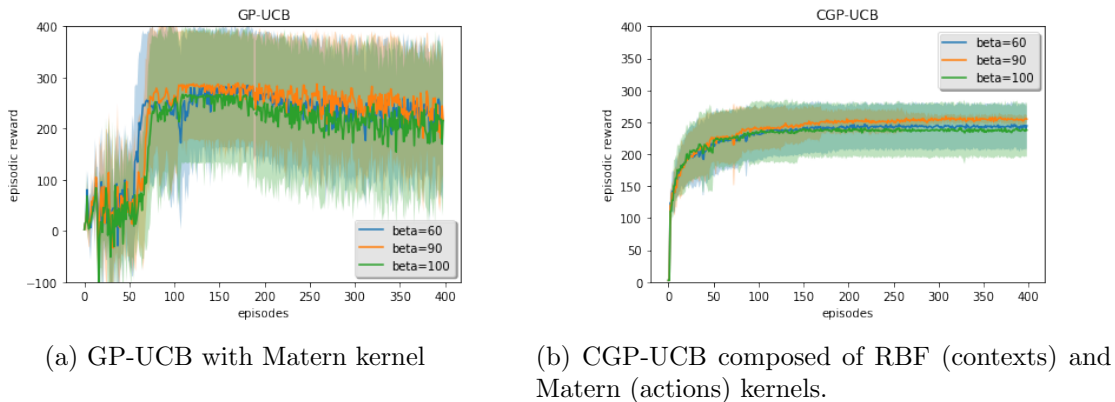 GP-UCB
400
300
200
100
0
−100
episodic reward
0 50 100 150 200 250 300 350 400
episodes
beta=60
beta=90
beta=100
(a) GP-UCB with Matern kernel
CGP-UCB
400
350
300
250
200
150
100
50
0
episodic reward
0 50 100 150 200 250 300 350 400
episodes
beta=60
beta=90
beta=100
(b) CGP-UCB composed of RBF (contexts) and
Matern (actions) kernels.